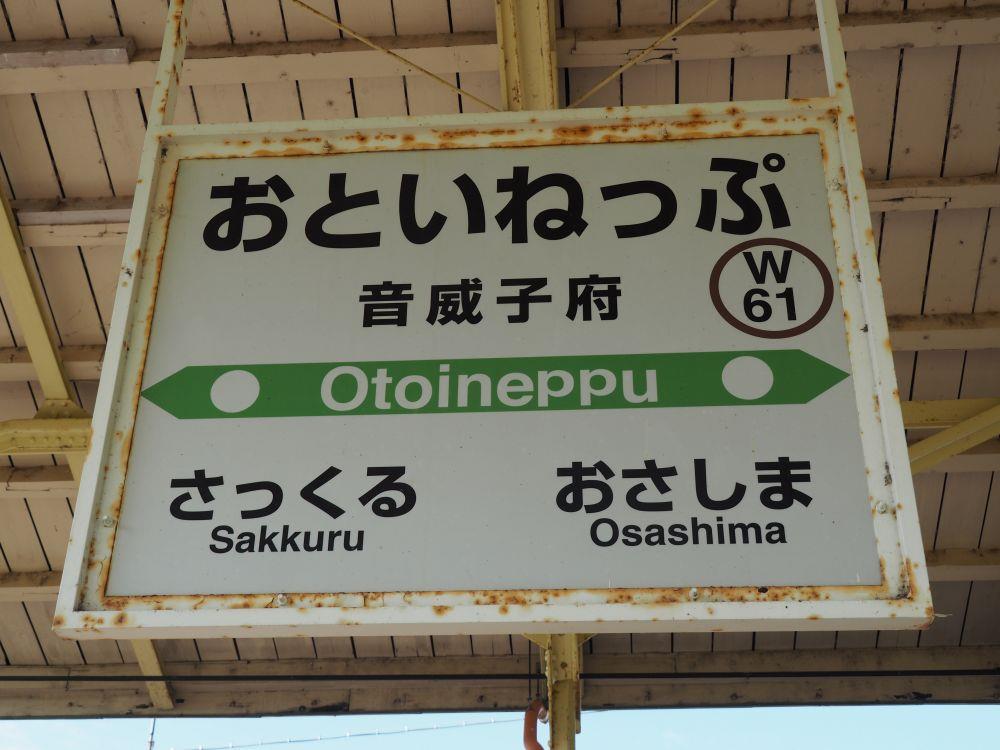 おといねっぷ
音威子府
W
61
Otoineppu
さっくる
Sakkuru
おさしま
Osashima